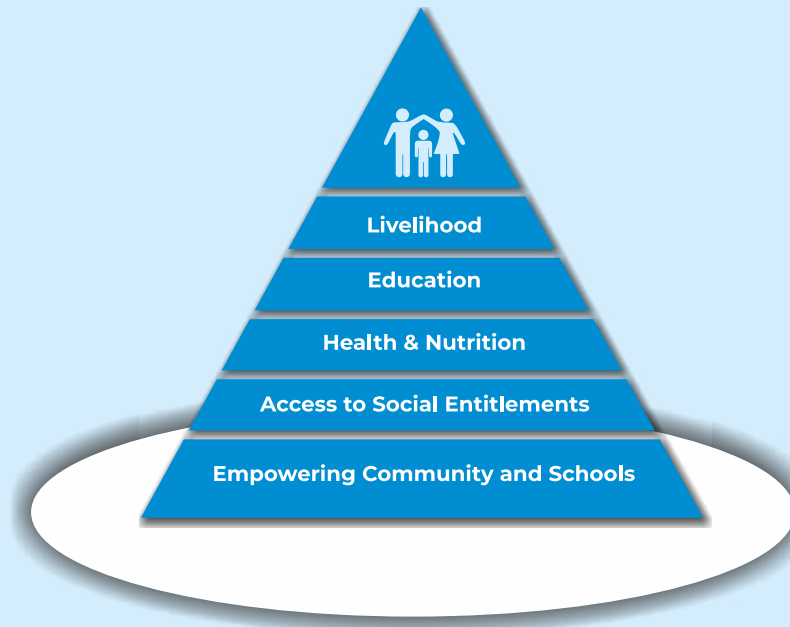 Livelihood
Education
Health & Nutrition
Access to Social Entitlements
Empowering Community and Schools